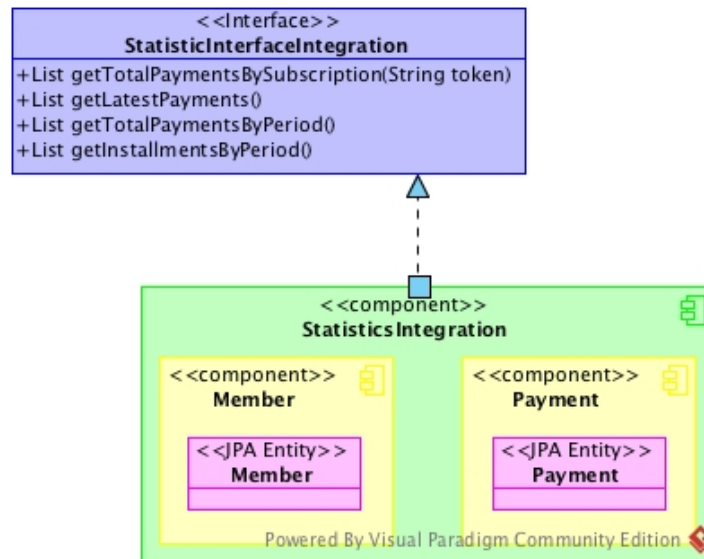 <<Interface>>
StatisticInterfaceIntegration
+List getTotalPaymentsBySubscription(String token)
+List getLatestPayments()
+List getTotalPaymentsByPeriod()
+List getInstallmentsByPeriod()
<<component>>
StatisticsIntegration
<<component>>
Member
<<JPA Entity>>
Member
<<component>>
Payment
<<JPA Entity>>
Payment
Powered By Visual Paradigm Community Edition